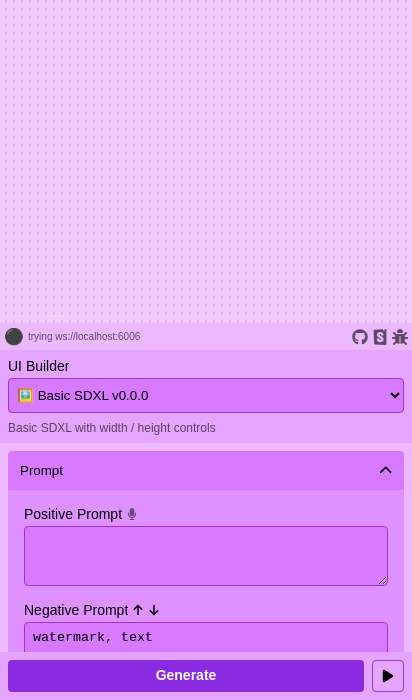 trying ws://localhost:6006
UI Builder
🖼️ Basic SDXL v0.0.0
Basic SDXL with width / height controls
Prompt
Positive Prompt
Negative Prompt
watermark, text
Generate